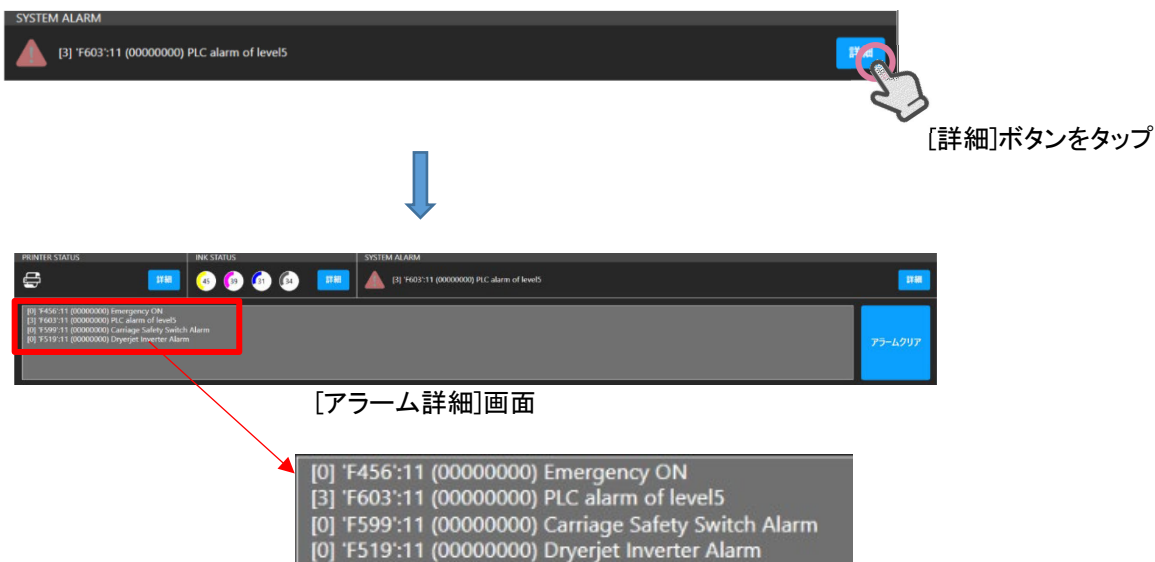 SYSTEM ALARM
[3] 'F603':11 (00000000) PLC alarm of level5
詳細
[詳細]ボタンをタップ
PRINTER STATUS
INK STATUS
SYSTEM ALARM
詳細
45
39
31
34
詳細
[3] 'F603':11 (00000000) PLC alarm of level5
詳細
[0] 'F456':11 (00000000) Emergency ON
[3] 'F603':11 (00000000) PLC alarm of level5
[0] 'F599':11 (00000000) Carriage Safety Switch Alarm
[0] 'F519':11 (00000000) Dryerjet Inverter Alarm
アラームクリア
[アラーム詳細]画面
[0] 'F456':11 (00000000) Emergency ON
[3] 'F603':11 (00000000) PLC alarm of level5
[0] 'F599':11 (00000000) Carriage Safety Switch Alarm
[0] 'F519':11 (00000000) Dryerjet Inverter Alarm